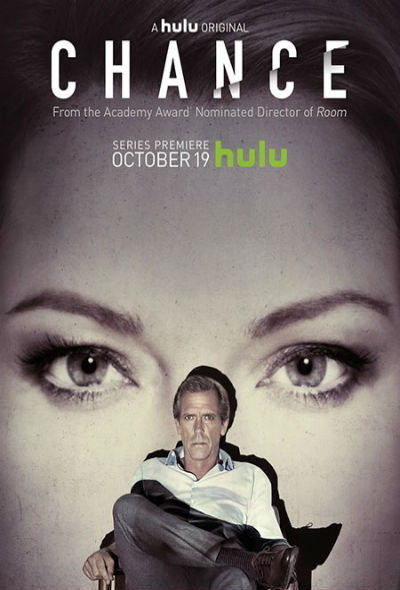 A hulu ORIGINAL
CHANCE
From the Academy Award® Nominated Director of Room
SERIES PREMIERE
OCTOBER 19 hulu